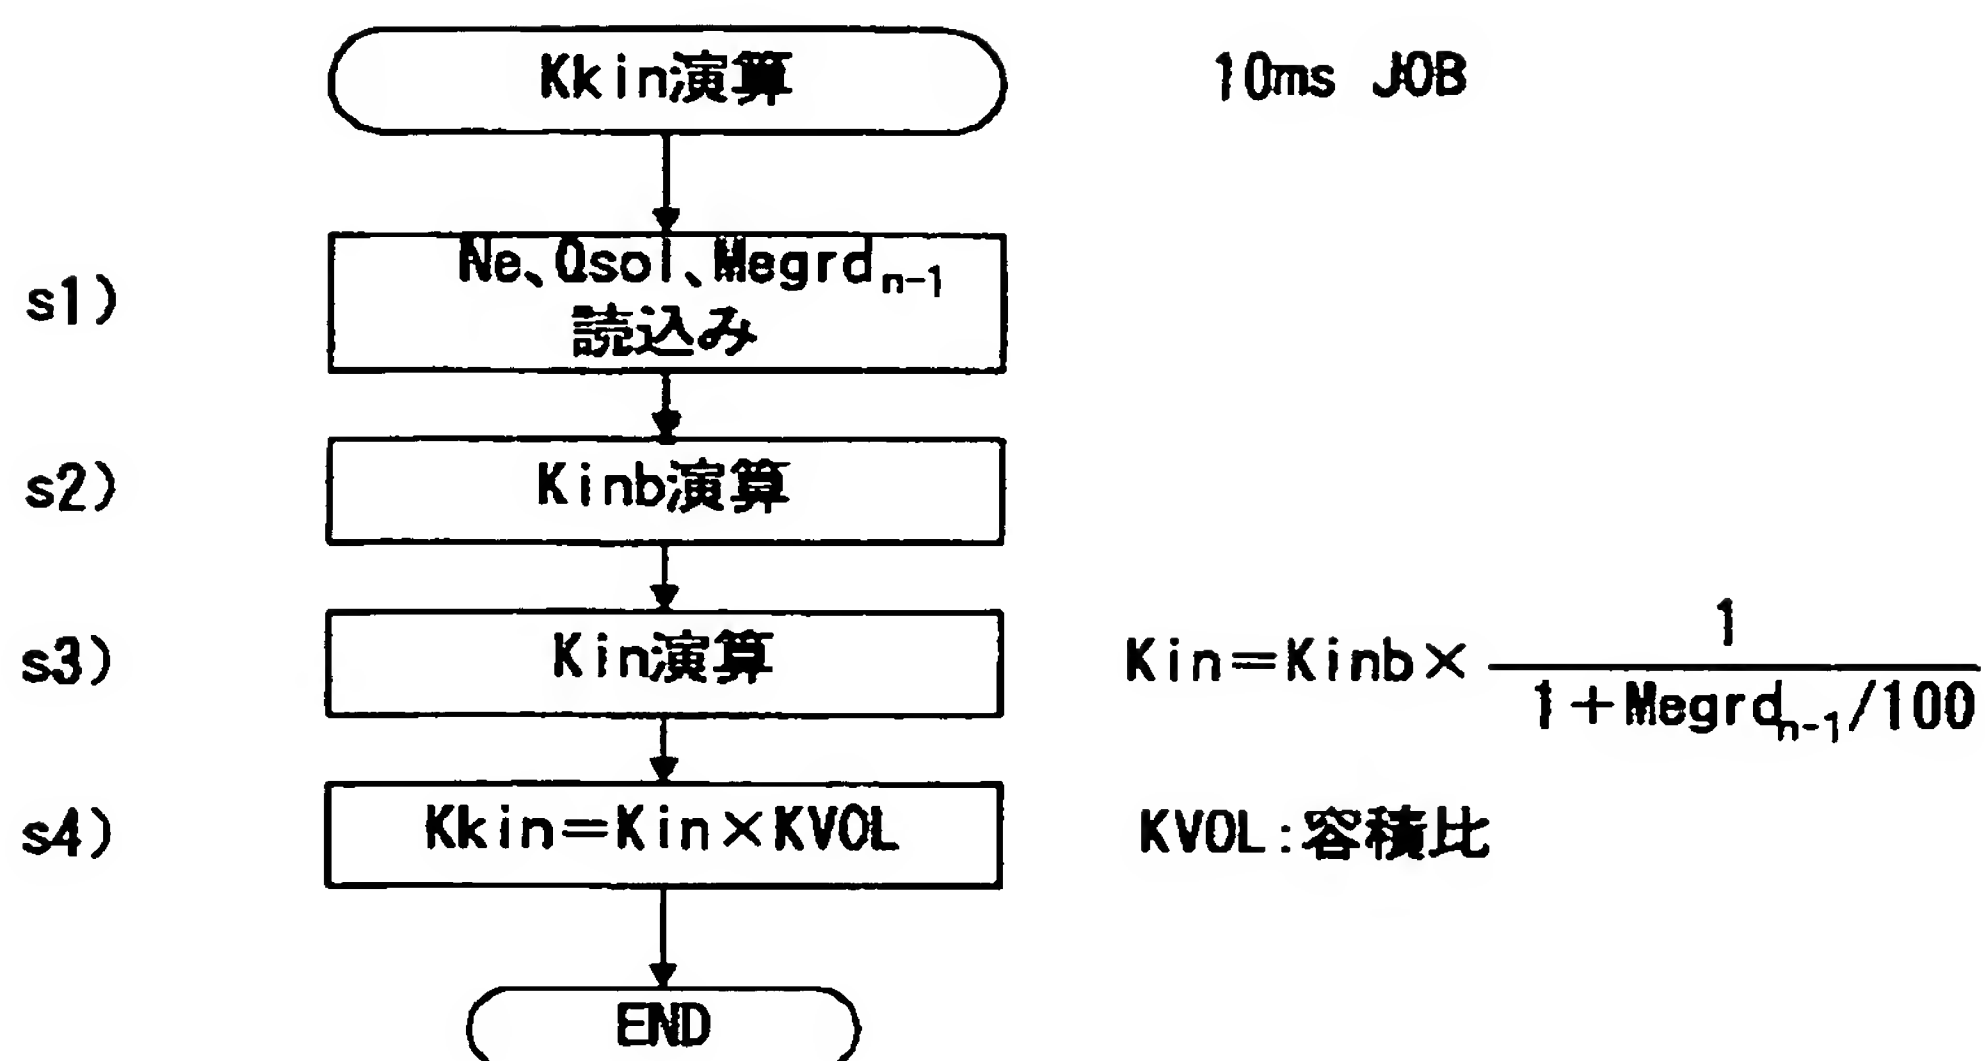 Kkin演算 10ms JOB
s1) Ne、Qsol、Megrdn-1
読込み
s2) Kinb演算
s3) Kin演算 Kin=Kinb× 1
1+Megrdn-1/100
s4) Kkin=Kin×KVOL KVOL:容積比
END